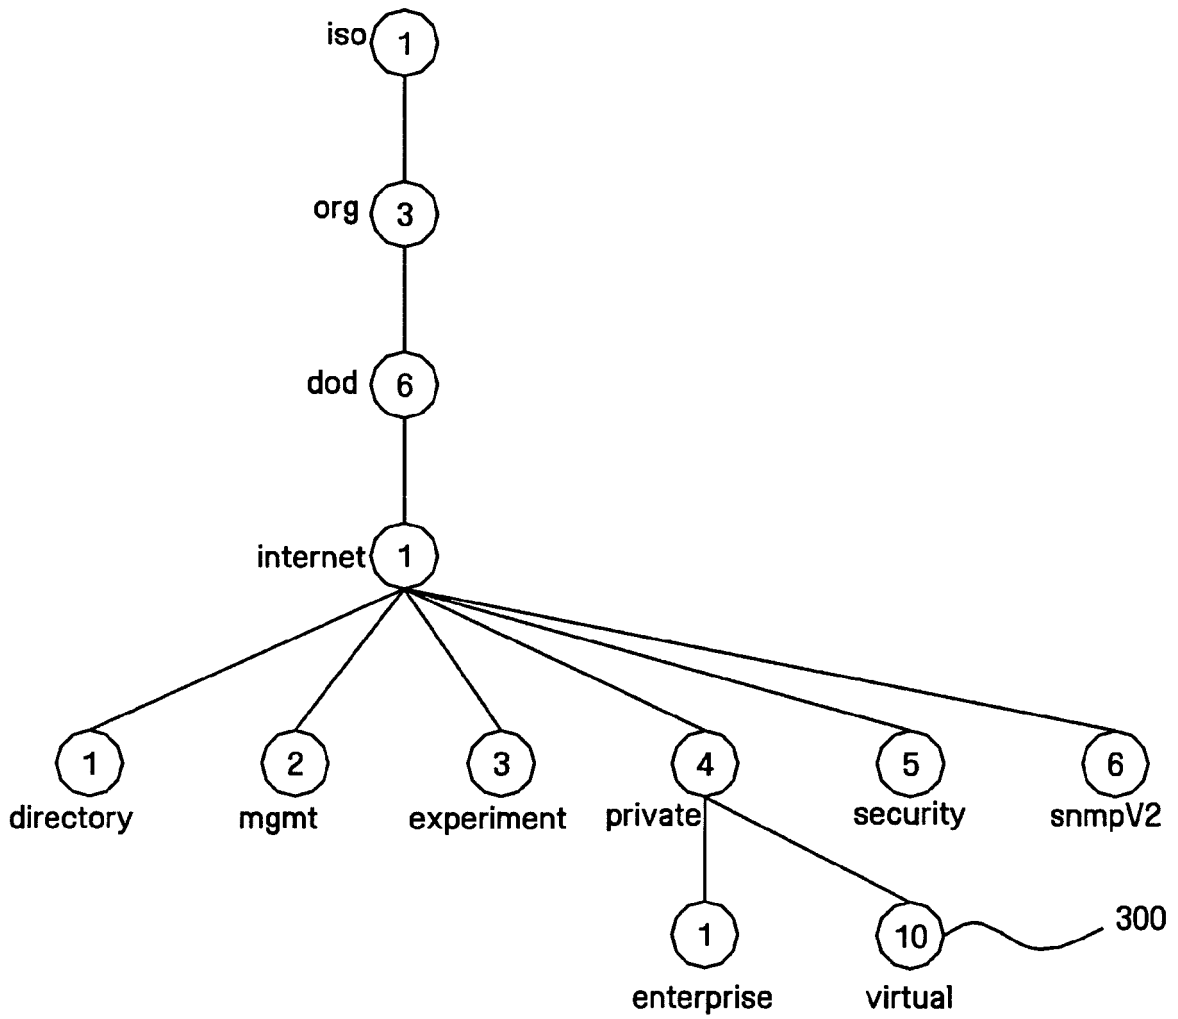 iso 1
org 3
dod 6
internet 1
1 2 3 4 5 6
directory mgmt experiment private security snmpV2
1 10 300
enterprise virtual